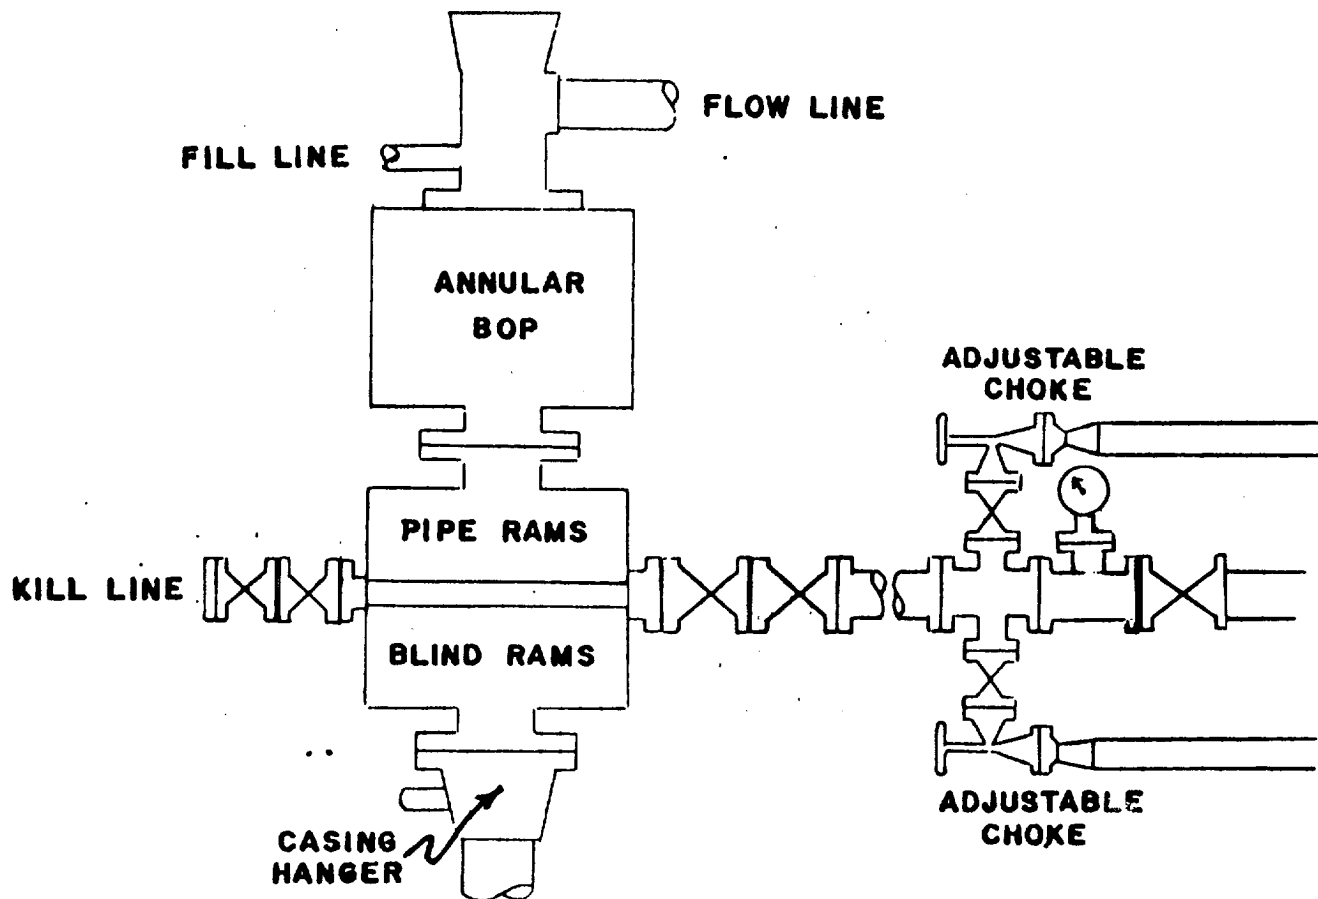 FLOW LINE
FILL LINE
ANNULAR
BOP
ADJUSTABLE
CHOKE
PIPE RAMS
KILL LINE
BLIND RAMS
ADJUSTABLE
CHOKE
CASING
HANGER